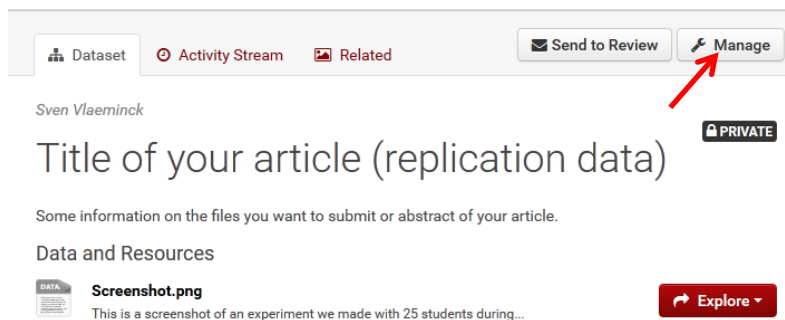 Dataset Activity Stream Related Send to Review Manage
Sven Vlaeminck
PRIVATE
Title of your article (replication data)
Some information on the files you want to submit or abstract of your article.
Data and Resources
DATA
Screenshot.png
Explore
This is a screenshot of an experiment we made with 25 students during...